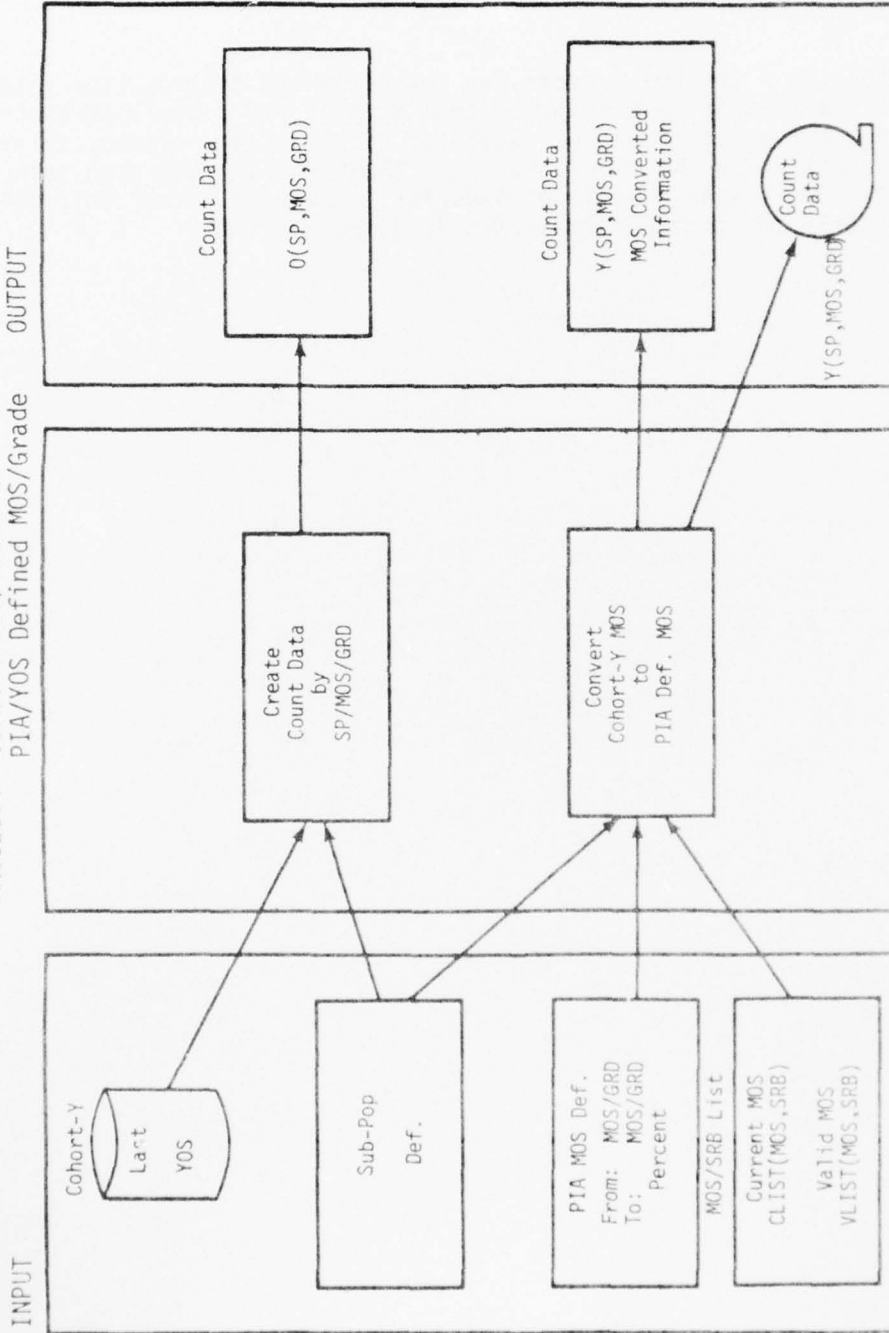 PIA/YOS Defined MOS/Grade
INPUT
OUTPUT
Cohort-Y
Last
YOS
Sub-Pop
Def.
PIA MOS Def.
From: MOS/GRD
To: MOS/GRD
Percent
MOS/SRB List
Current MOS
CLIST(MOS,SRB)
Valid MOS
VLIST(MOS,SRB)
Create
Count Data
by
SP/MOS/GRD
Convert
Cohort-Y MOS
to
PIA Def. MOS
Count Data
O(SP,MOS,GRD)
Count Data
Y(SP,MOS,GRD)
MOS Converted
Information
Count
Data
Y(SP,MOS,GRD)